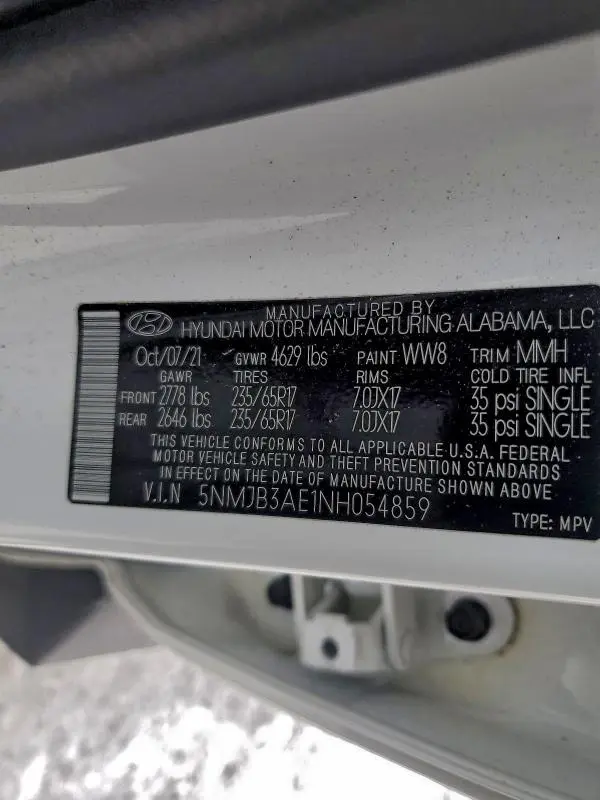 MANUFACTURED BY
HYUNDAI MOTOR MANUFACTURING ALABAMA, LLC
Oct/07/21 GVWR 4629 lbs PAINT WW8 TRIM MMH
GAWR TIRES RIMS COLD TIRE INFL
FRONT 2778 lbs 235/65R17 7.0JX17 35 psi SINGLE
REAR 2646 lbs 235/65R17 7.0JX17 35 psi SINGLE
THIS VEHICLE CONFORMS TO ALL APPLICABLE U.S.A. FEDERAL
MOTOR VEHICLE SAFETY AND THEFT PREVENTION STANDARDS
IN EFFECT ON THE DATE OF MANUFACTURE SHOWN ABOVE
V.I.N 5NMJB3AE1NH054859
TYPE: MPV